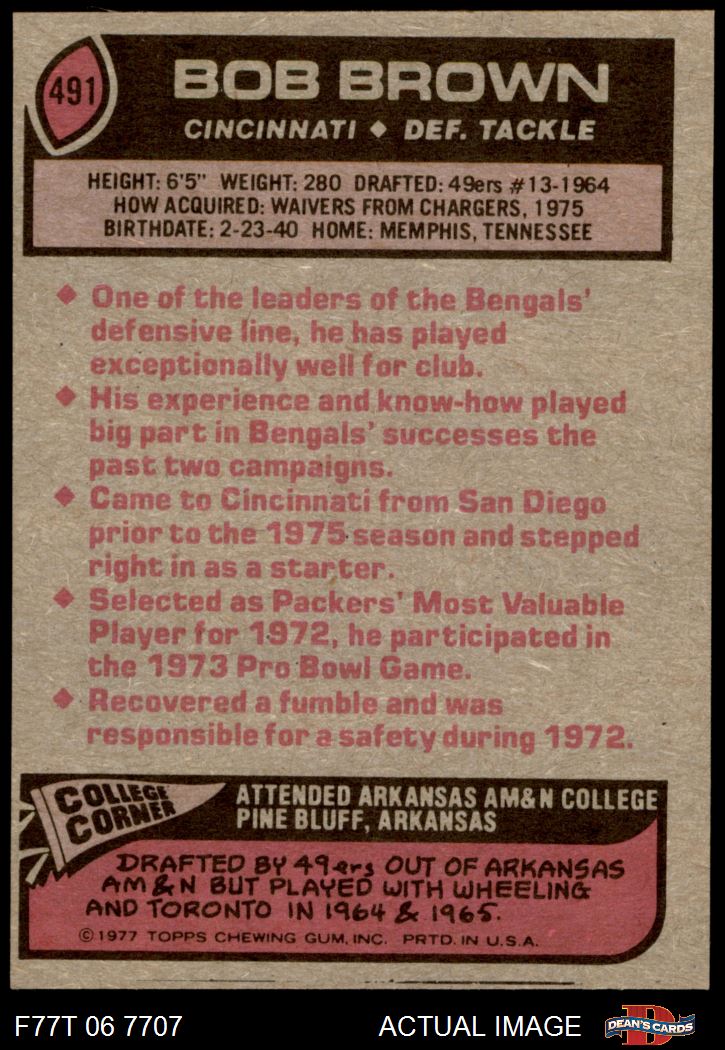 491
BOB BROWN
CINCINNATI ◆ DEF. TACKLE
HEIGHT: 6'5" WEIGHT: 280 DRAFTED: 49ers #13-1964
HOW ACQUIRED: WAIVERS FROM CHARGERS, 1975
BIRTHDATE: 2-23-40 HOME: MEMPHIS, TENNESSEE
◆ One of the leaders of the Bengals'
defensive line, he has played
exceptionally well for club.
◆ His experience and know-how played
big part in Bengals' successes the
past two campaigns.
◆ Came to Cincinnati from San Diego
prior to the 1975 season and stepped
right in as a starter.
◆ Selected as Packers' Most Valuable
Player for 1972, he participated in
the 1973 Pro Bowl Game.
◆ Recovered a fumble and was
responsible for a safety during 1972.
COLLEGE
CORNER
ATTENDED ARKANSAS AM&N COLLEGE
PINE BLUFF, ARKANSAS
DRAFTED BY 49ers OUT OF ARKANSAS
AM&N BUT PLAYED WITH WHEELING
AND TORONTO IN 1964 & 1965.
©1977 TOPPS CHEWING GUM, INC. PRTD. IN U.S.A.
F77T 06 7707
ACTUAL IMAGE
D
DEAN'S CARDS